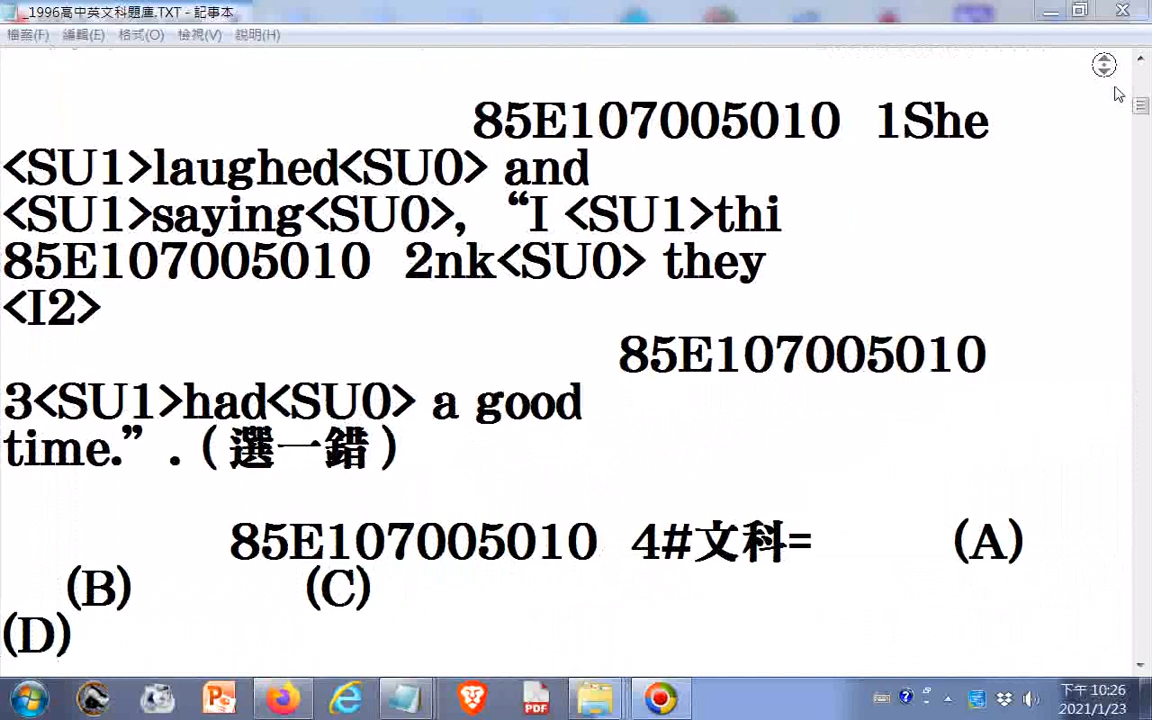 _1996高中英文科題庫.TXT - 記事本
檔案(F) 編輯(E) 格式(O) 檢視(V) 說明(H)
85E107005010 1She
<SU1>laughed<SU0> and
<SU1>saying<SU0>, “I <SU1>thi
85E107005010 2nk<SU0> they
<I2>
85E107005010
3<SU1>had<SU0> a good
time.”.(選一錯)
85E107005010 4#文科= (A)
(B) (C)
(D)
PDF
下午 10:26
2021/1/23